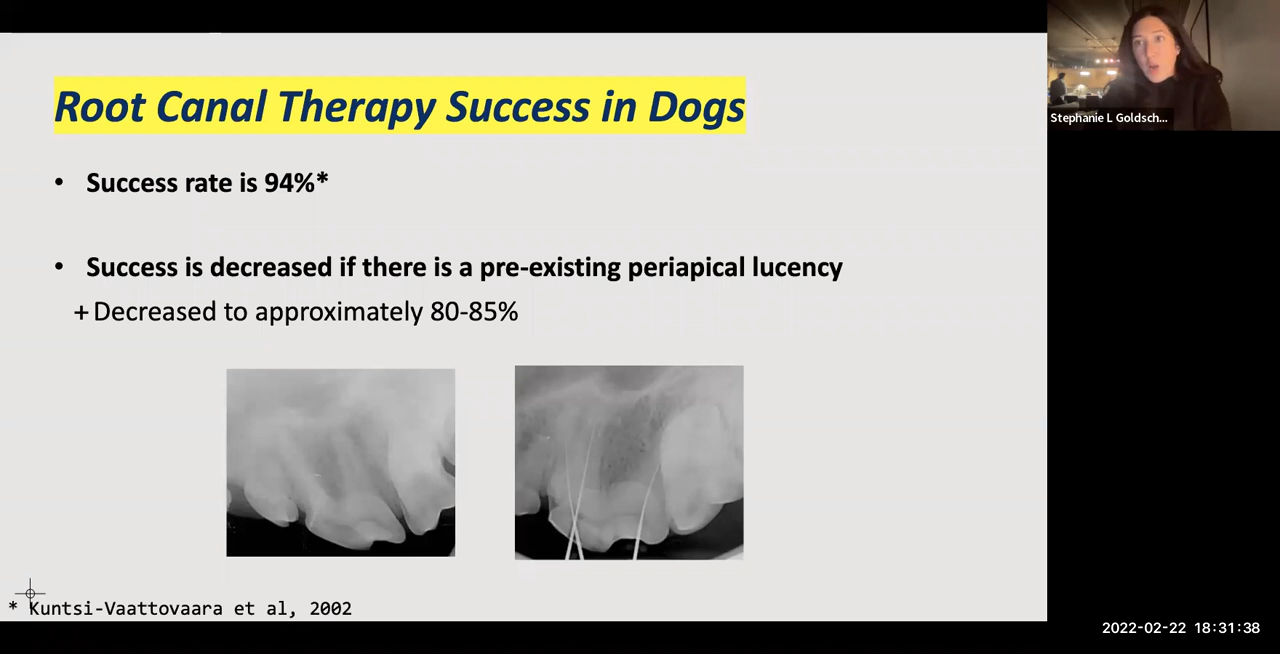 Root Canal Therapy Success in Dogs
• Success rate is 94%*
• Success is decreased if there is a pre-existing periapical lucency
+ Decreased to approximately 80-85%
* Kuntsi-Vaattovaara et al, 2002
Stephanie L Goldsch...
2022-02-22 18:31:38